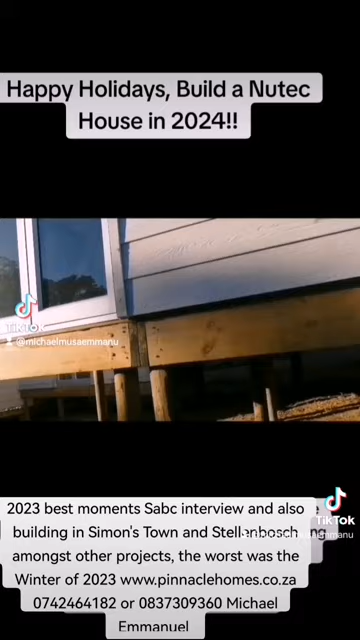 Happy Holidays, Build a Nutec
House in 2024!!
TikTok
@michaelmusaemmanu
2023 best moments Sabc interview and also
building in Simon's Town and Stellenbosch
amongst other projects, the worst was the
Winter of 2023 www.pinnaclehomes.co.za
0742464182 or 0837309360 Michael
Emmanuel
TikTok